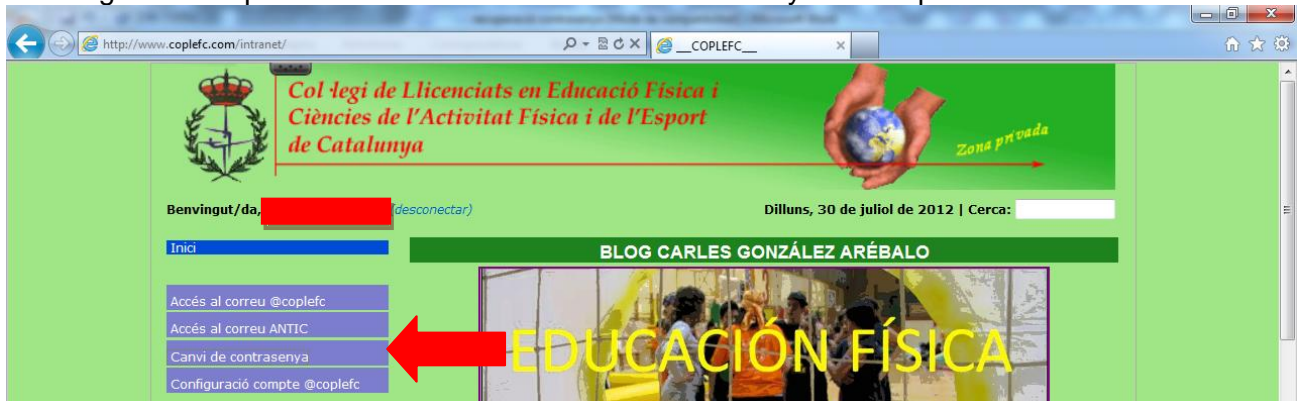 http://www.coplefc.com/intranet/
__COPLEFC__
Col·legi de Llicenciats en Educació Física i
Ciències de l'Activitat Física i de l'Esport
de Catalunya
Zona privada
Benvingut/da,
(desconectar)
Dilluns, 30 de juliol de 2012 | Cerca:
Inici
BLOG CARLES GONZÁLEZ ARÉBALO
Accés al correu @coplefc
Accés al correu ANTIC
Canvi de contrasenya
Configuració compte @coplefc
EDUCACIÓN FÍSICA